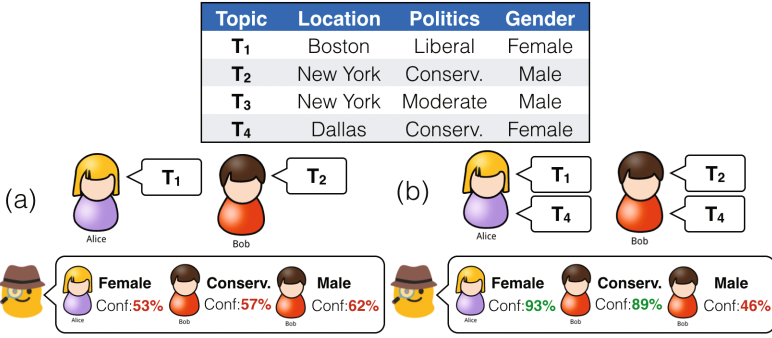 Topic Location Politics Gender
T1 Boston Liberal Female
T2 New York Conserv. Male
T3 New York Moderate Male
T4 Dallas Conserv. Female
(a)
T1
Alice
T2
Bob
Female Conserv. Male
Conf:53% Conf:57% Conf:62%
Alice Bob Bob
(b)
T1
T4
Alice
T2
T4
Bob
Female Conserv. Male
Conf:93% Conf:89% Conf:46%
Alice Bob Bob